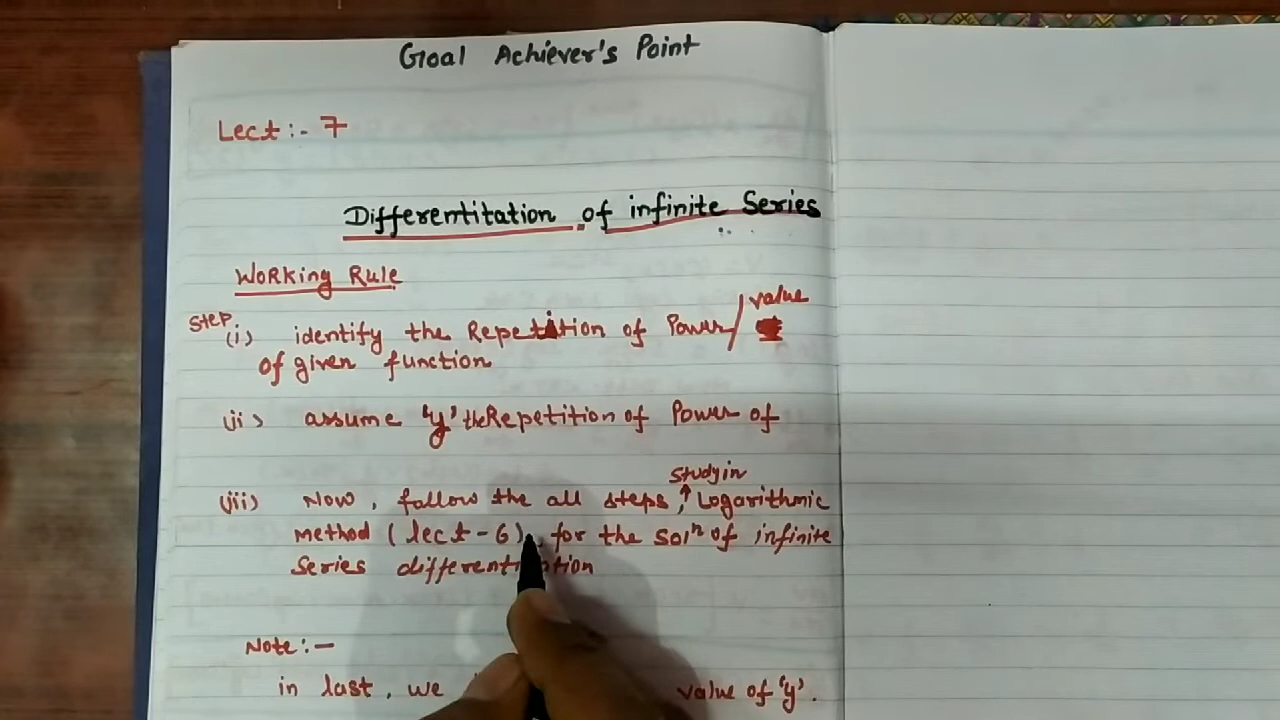 Goal Achiever's Point
Lect :- 7
Differentitation of infinite Series
Working Rule
Step (i) identify the Repetition of Power / value
of given function
(ii) assume 'y' the Repetition of Power of
(iii) Now, follow the all steps, ↑ Study in Logarithmic
method (lect - 6), for the solⁿ of infinite
Series
Note :-
in last, we value of 'y'.